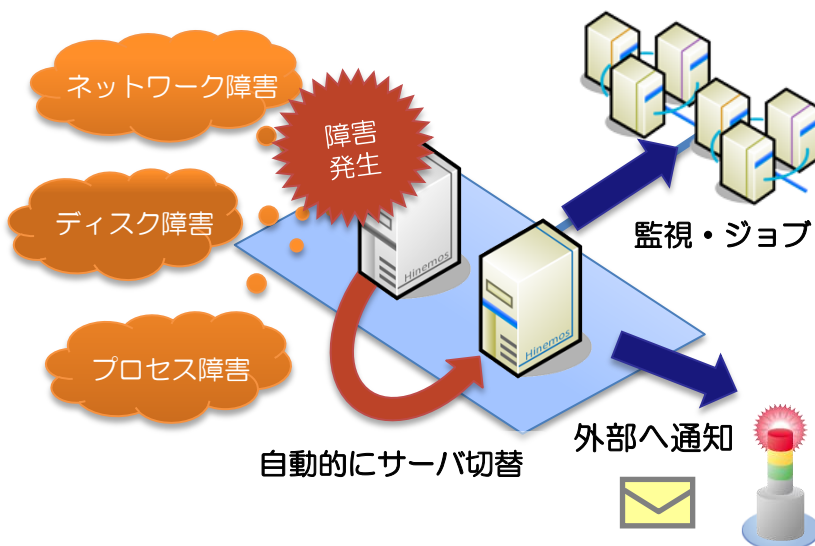 ネットワーク障害
障害
発生
ディスク障害
監視・ジョブ
Hinemos
Hinemos
プロセス障害
外部へ通知
自動的にサーバ切替